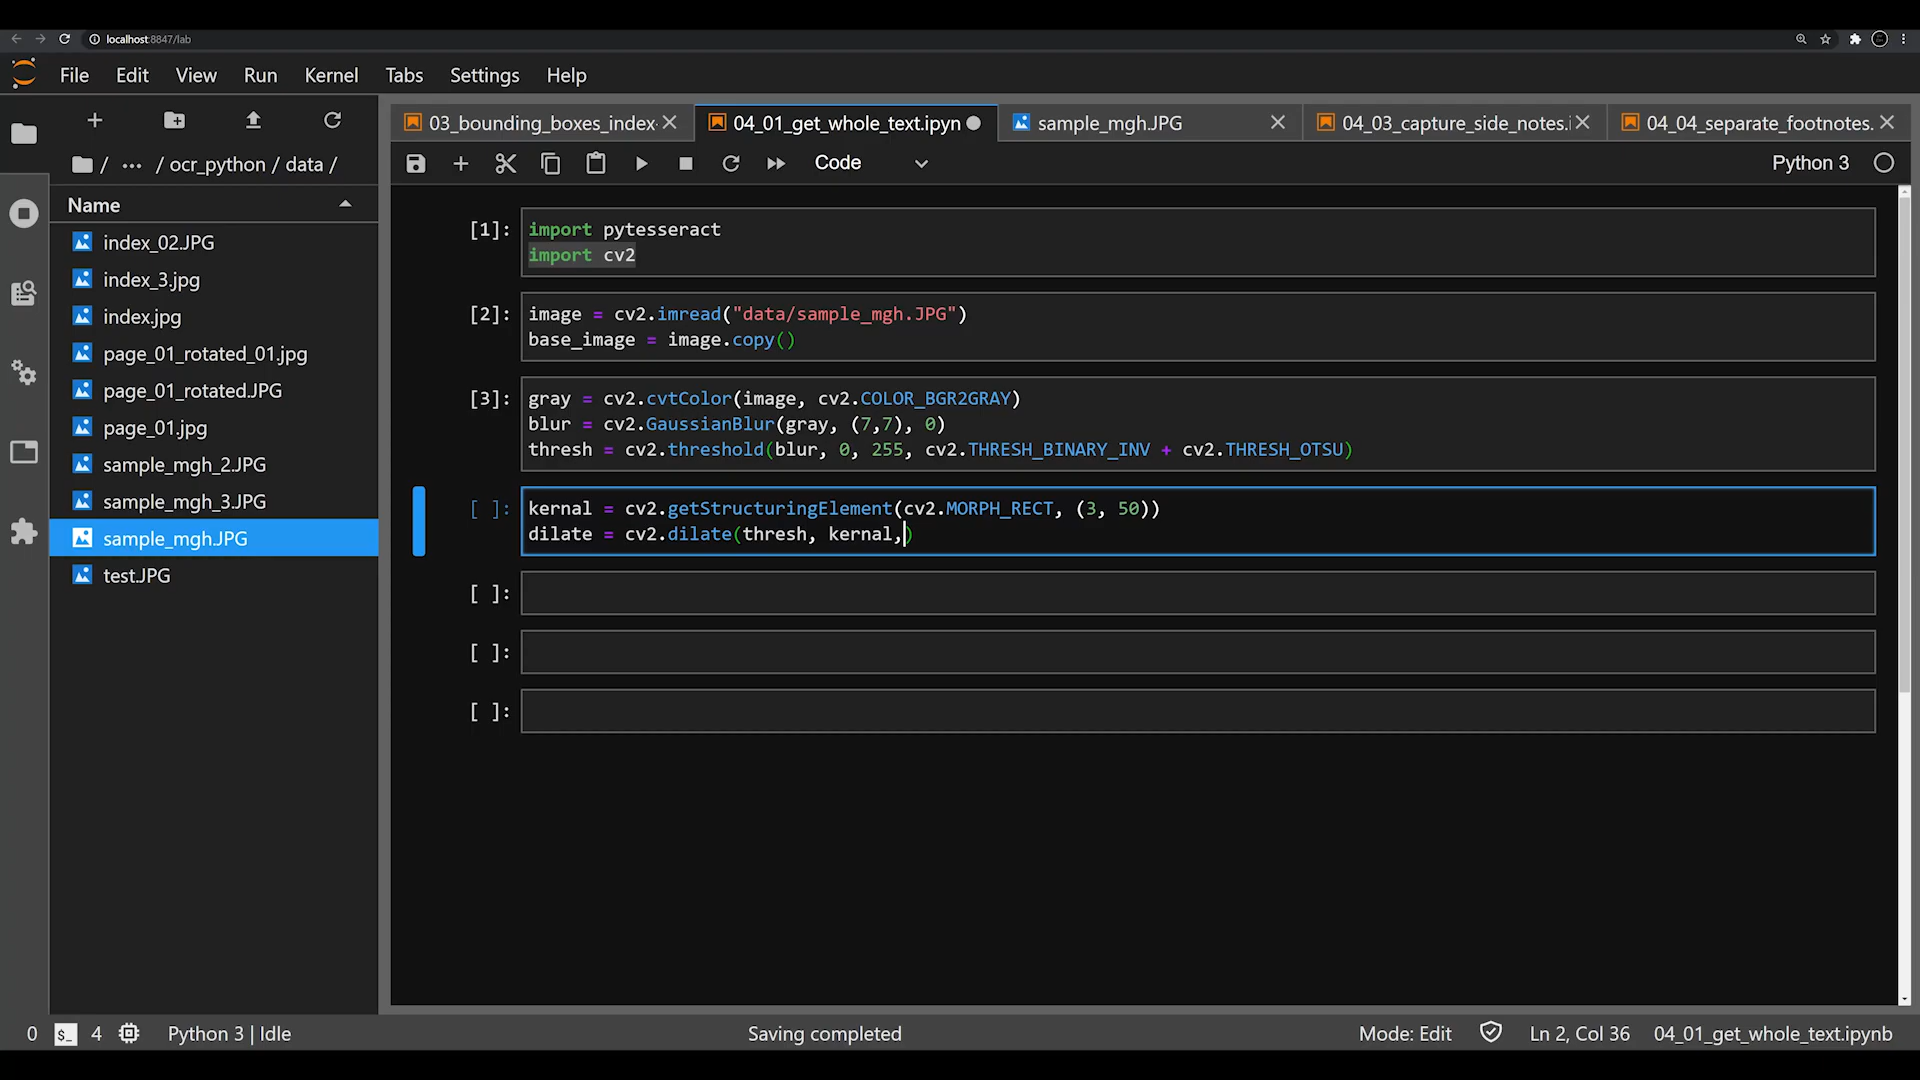 localhost:8847/lab
File Edit View Run Kernel Tabs Settings Help
/ ... / ocr_python / data /
Name
index_02.JPG
index_3.jpg
index.jpg
page_01_rotated_01.jpg
page_01_rotated.JPG
page_01.jpg
sample_mgh_2.JPG
sample_mgh_3.JPG
sample_mgh.JPG
test.JPG
03_bounding_boxes_index 04_01_get_whole_text.ipyn sample_mgh.JPG 04_03_capture_side_notes.i 04_04_separate_footnotes.
Code Python 3
[1]: import pytesseract
import cv2
[2]: image = cv2.imread("data/sample_mgh.JPG")
base_image = image.copy()
[3]: gray = cv2.cvtColor(image, cv2.COLOR_BGR2GRAY)
blur = cv2.GaussianBlur(gray, (7,7), 0)
thresh = cv2.threshold(blur, 0, 255, cv2.THRESH_BINARY_INV + cv2.THRESH_OTSU)
[ ]: kernal = cv2.getStructuringElement(cv2.MORPH_RECT, (3, 50))
dilate = cv2.dilate(thresh, kernal,)
[ ]:
[ ]:
[ ]:
0 $_ 4 Python 3 | Idle Saving completed Mode: Edit Ln 2, Col 36 04_01_get_whole_text.ipynb